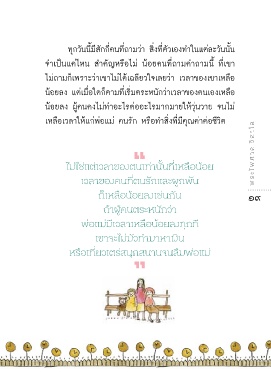 ทุกวันนี้มีสักกี่คนที่ถามว่า สิ่งที่ตัวเองทำในแต่ละวันนั้น
จำเป็นแค่ไหน สำคัญหรือไม่ น้อยคนที่ถามคำถามนี้ ที่เขา
ไม่ถามก็เพราะว่าเขาไม่ได้เฉลียวใจเลยว่า เวลาของเขาเหลือ
น้อยลง แต่เมื่อใดก็ตามที่เริ่มตระหนักว่าเวลาของตนเองเหลือ
น้อยลง ผู้คนคงไม่ทำอะไรต่ออะไรมากมายให้วุ่นวาย จนไม่
เหลือเวลาให้แก่พ่อแม่ คนรัก หรือทำสิ่งที่มีคุณค่าต่อชีวิต
ไม่ใช่แต่เวลาของตนเท่านั้นที่เหลือน้อย
เวลาของคนที่ตนรักและผูกพัน
ก็เหลือน้อยลงเช่นกัน
ถ้าผู้คนตระหนักว่า
พ่อแม่มีเวลาเหลือน้อยลงทุกที
เขาจะไม่มัวทำมาหากิน
หรือเที่ยวเตร่สนุกสนานจนลืมพ่อแม่
พระไพศาล วิสาโล
๑๙